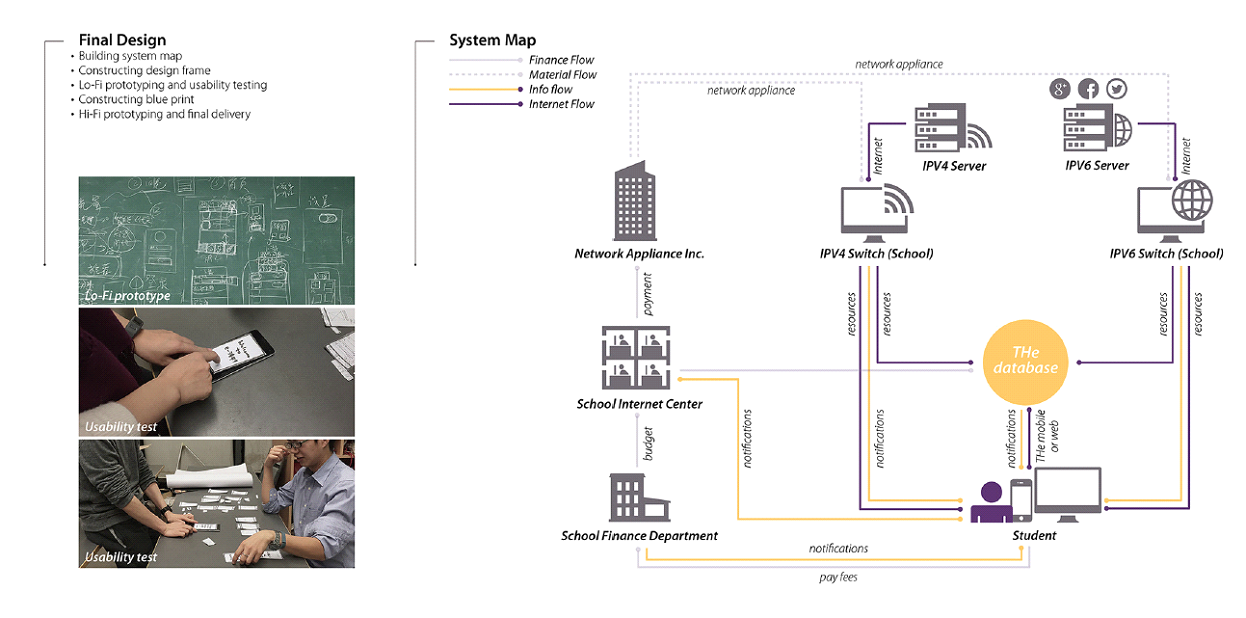 Final Design
• Building system map
• Constructing design frame
• Lo-Fi prototyping and usability testing
• Constructing blue print
• Hi-Fi prototyping and final delivery
Lo-Fi prototype
Usability test
Usability test
System Map
Finance Flow
Material Flow
Info flow
Internet Flow
network appliance
network appliance
g+
Internet
IPV4 Server
IPV6 Server
Internet
Network Appliance Inc.
IPV4 Switch (School)
IPV6 Switch (School)
payment
resources
resources
resources
resources
THe
database
School Internet Center
budget
notifications
notifications
notifications
THe mobile
or web
School Finance Department
Student
notifications
pay fees